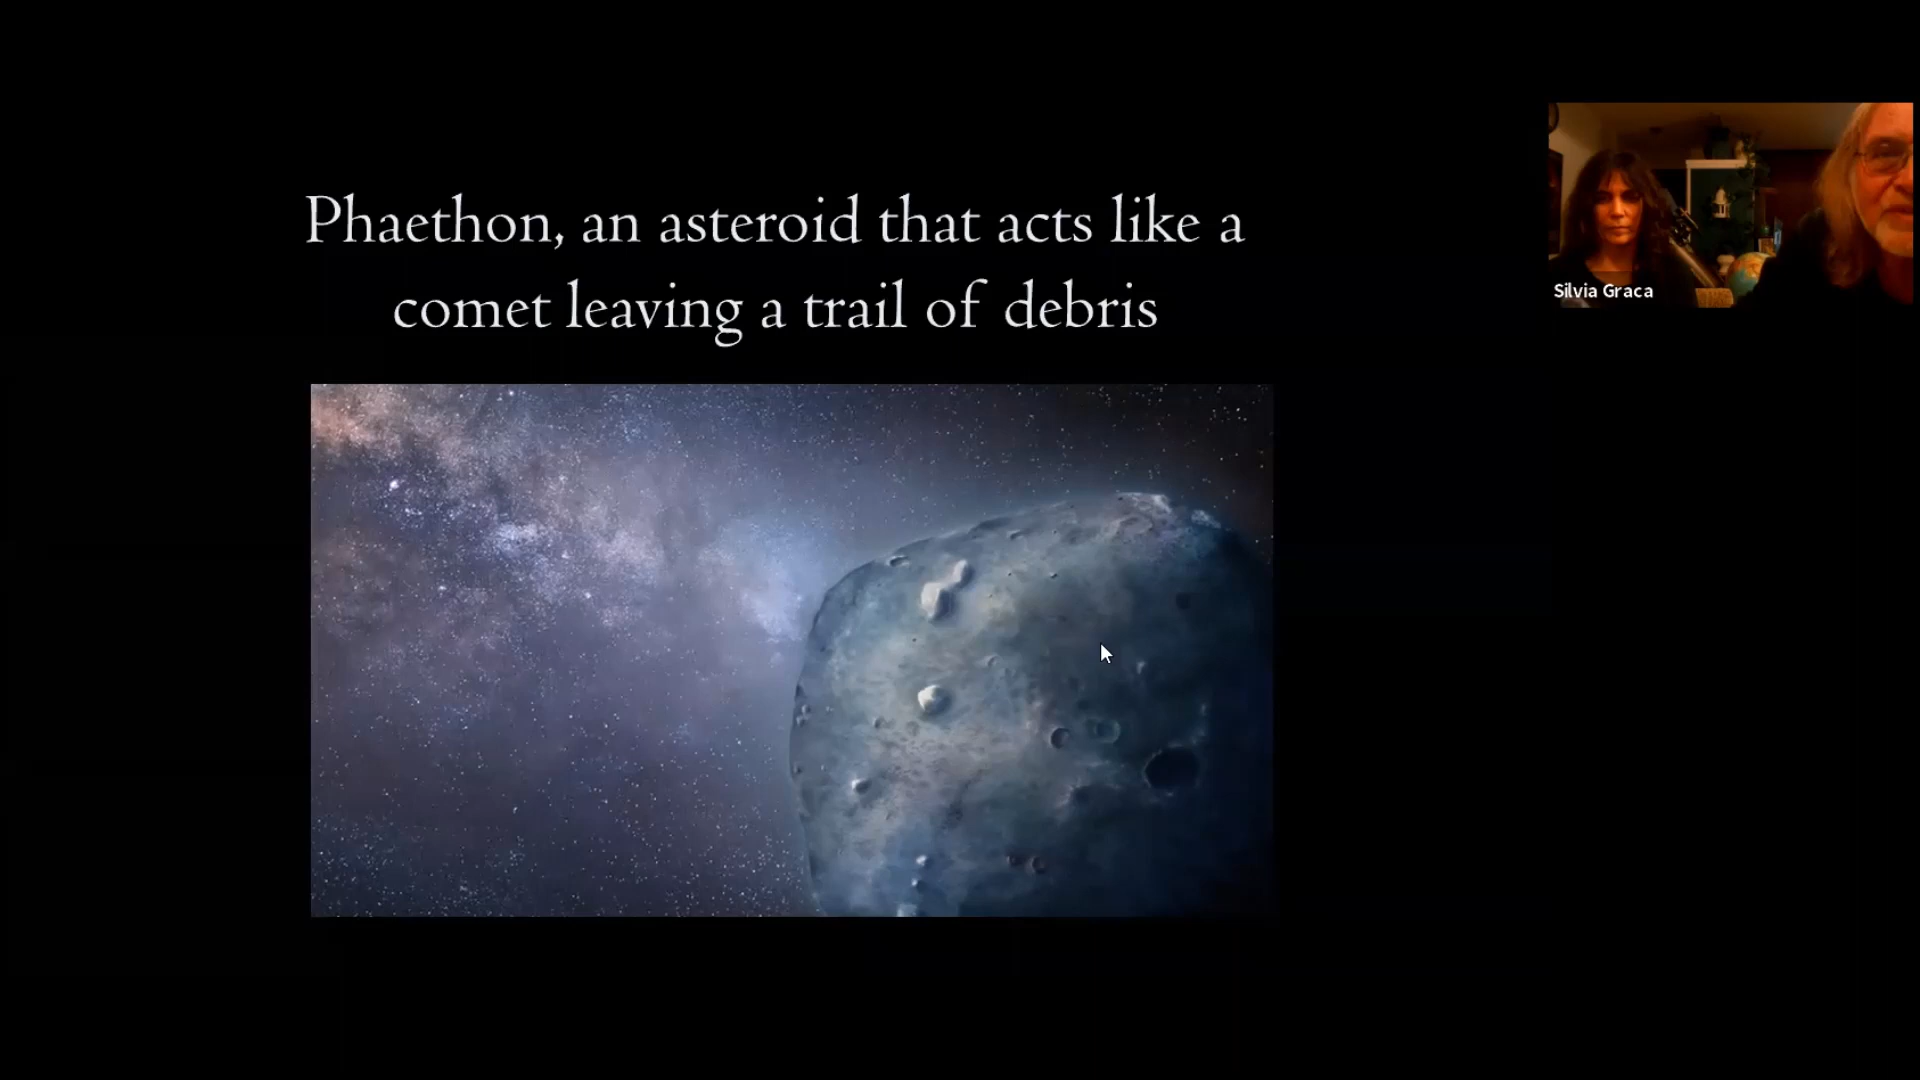 Phaethon, an asteroid that acts like a
comet leaving a trail of debris
Silvia Graca